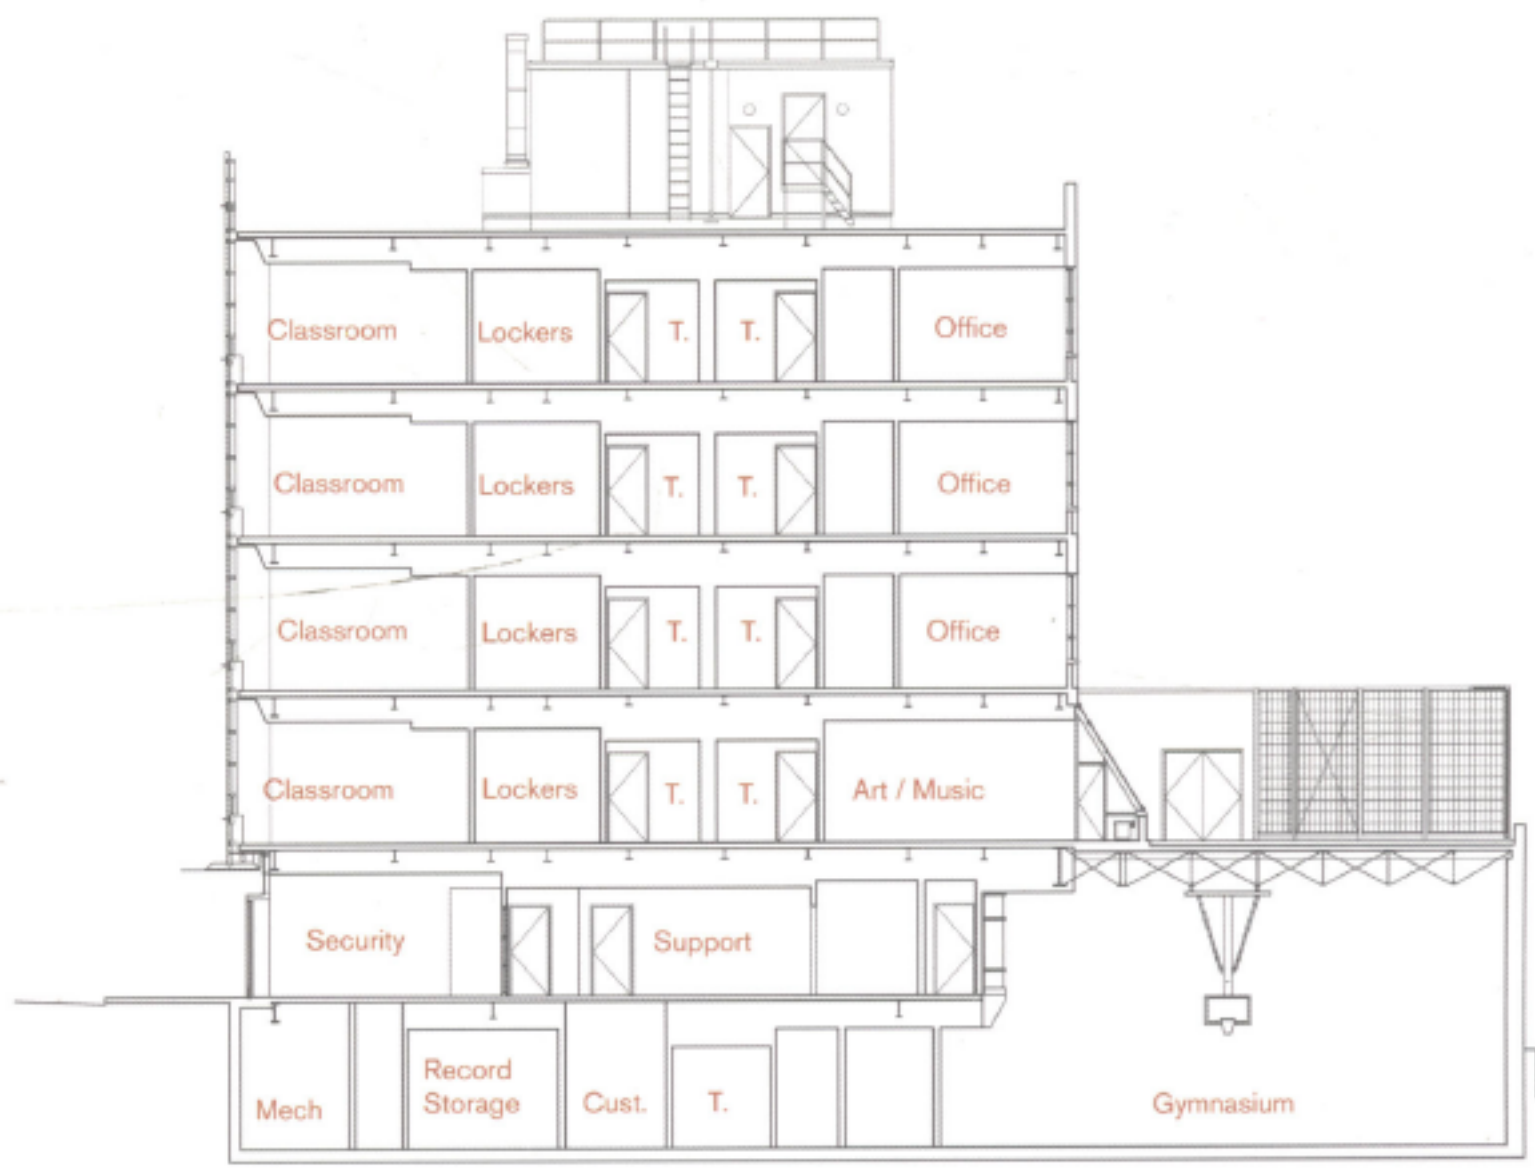 Classroom Lockers T. T. Office
Classroom Lockers T. T. Office
Classroom Lockers T. T. Office
Classroom Lockers T. T. Art / Music
Security Support
Mech
Record
Storage
Cust.
T.
Gymnasium